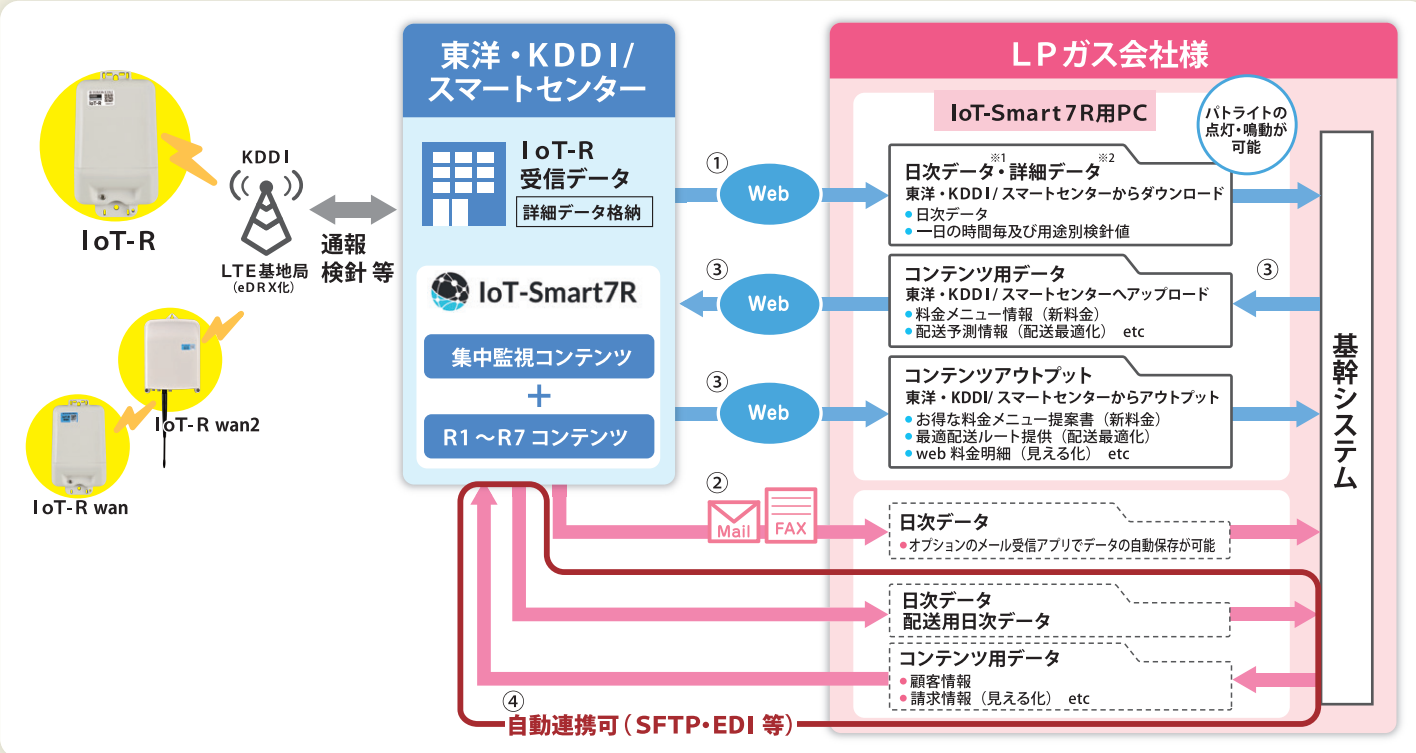 東洋・KDDI/
スマートセンター
LPガス会社様
IoT-Smart7R用PC
パトライトの
点灯・鳴動が
可能
IoT-R
KDDI
LTE基地局
(eDRX化)
通報
検針 等
IoT-R wan2
IoT-R wan
IoT-R
受信データ
詳細データ格納
IoT-Smart7R
集中監視コンテンツ
+
R1～R7コンテンツ
①
Web
日次データ※1・詳細データ※2
東洋・KDDI/スマートセンターからダウンロード
●日次データ
●一日の時間毎及び用途別検針値
③
Web
コンテンツ用データ
東洋・KDDI/スマートセンターへアップロード
●料金メニュー情報（新料金）
●配送予測情報（配送最適化） etc
③
③
Web
コンテンツアウトプット
東洋・KDDI/スマートセンターからアウトプット
●お得な料金メニュー提案書（新料金）
●最適配送ルート提供（配送最適化）
●web料金明細（見える化） etc
基幹システム
②
Mail
FAX
日次データ
●オプションのメール受信アプリでデータの自動保存が可能
日次データ
配送用日次データ
コンテンツ用データ
●顧客情報
●請求情報（見える化） etc
④
自動連携可（SFTP・EDI 等）